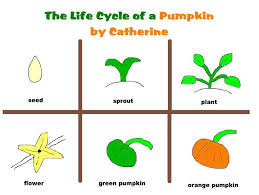 The Life Cycle of a Pumpkin
by Catherine
seed
sprout
plant
flower
green pumpkin
orange pumpkin